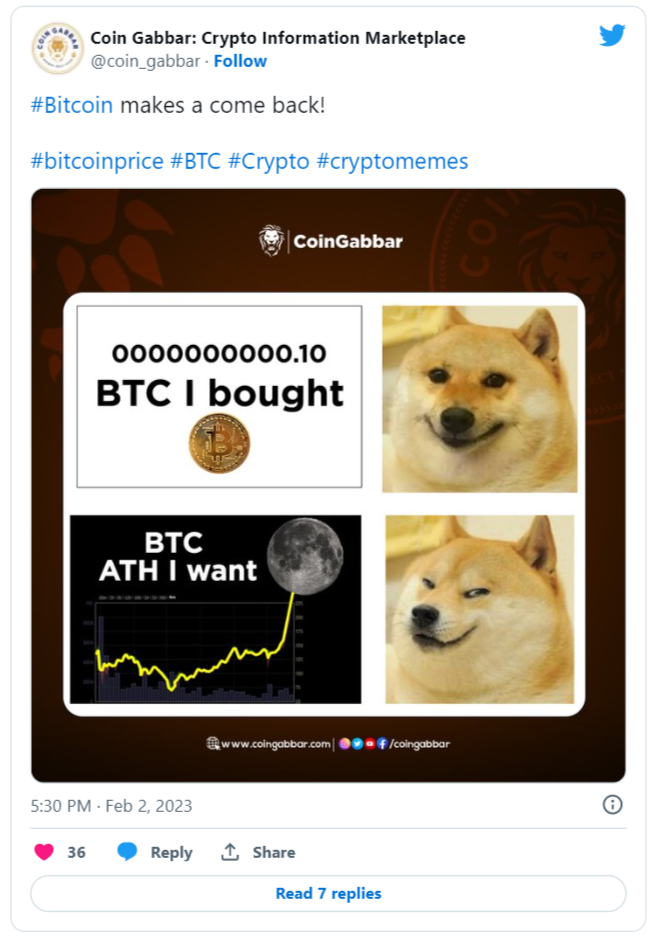 Coin Gabbar: Crypto Information Marketplace
@coin_gabbar · Follow
#Bitcoin makes a come back!
#bitcoinprice #BTC #Crypto #cryptomemes
CoinGabbar
0000000000.10
BTC I bought
BTC
ATH I want
www.coingabbar.com | /coingabbar
5:30 PM · Feb 2, 2023
36 Reply Share
Read 7 replies